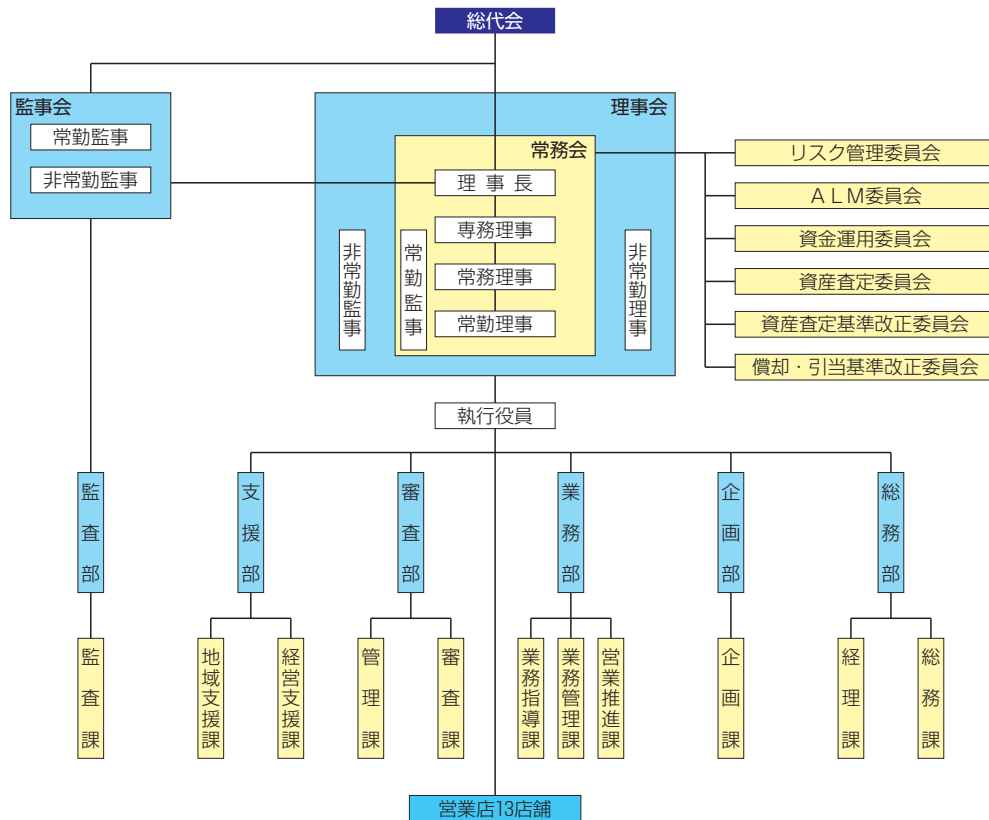 総代会
監事会
常勤監事
非常勤監事
理事会
常務会
理事長
専務理事
常務理事
常勤理事
非常勤監事
常勤監事
非常勤理事
リスク管理委員会
ＡＬＭ委員会
資金運用委員会
資産査定委員会
資産査定基準改正委員会
償却・引当基準改正委員会
執行役員
監査部
支援部
審査部
業務部
企画部
総務部
監査課
地域支援課
経営支援課
管理課
審査課
業務指導課
業務管理課
営業推進課
企画課
経理課
総務課
営業店13店舗